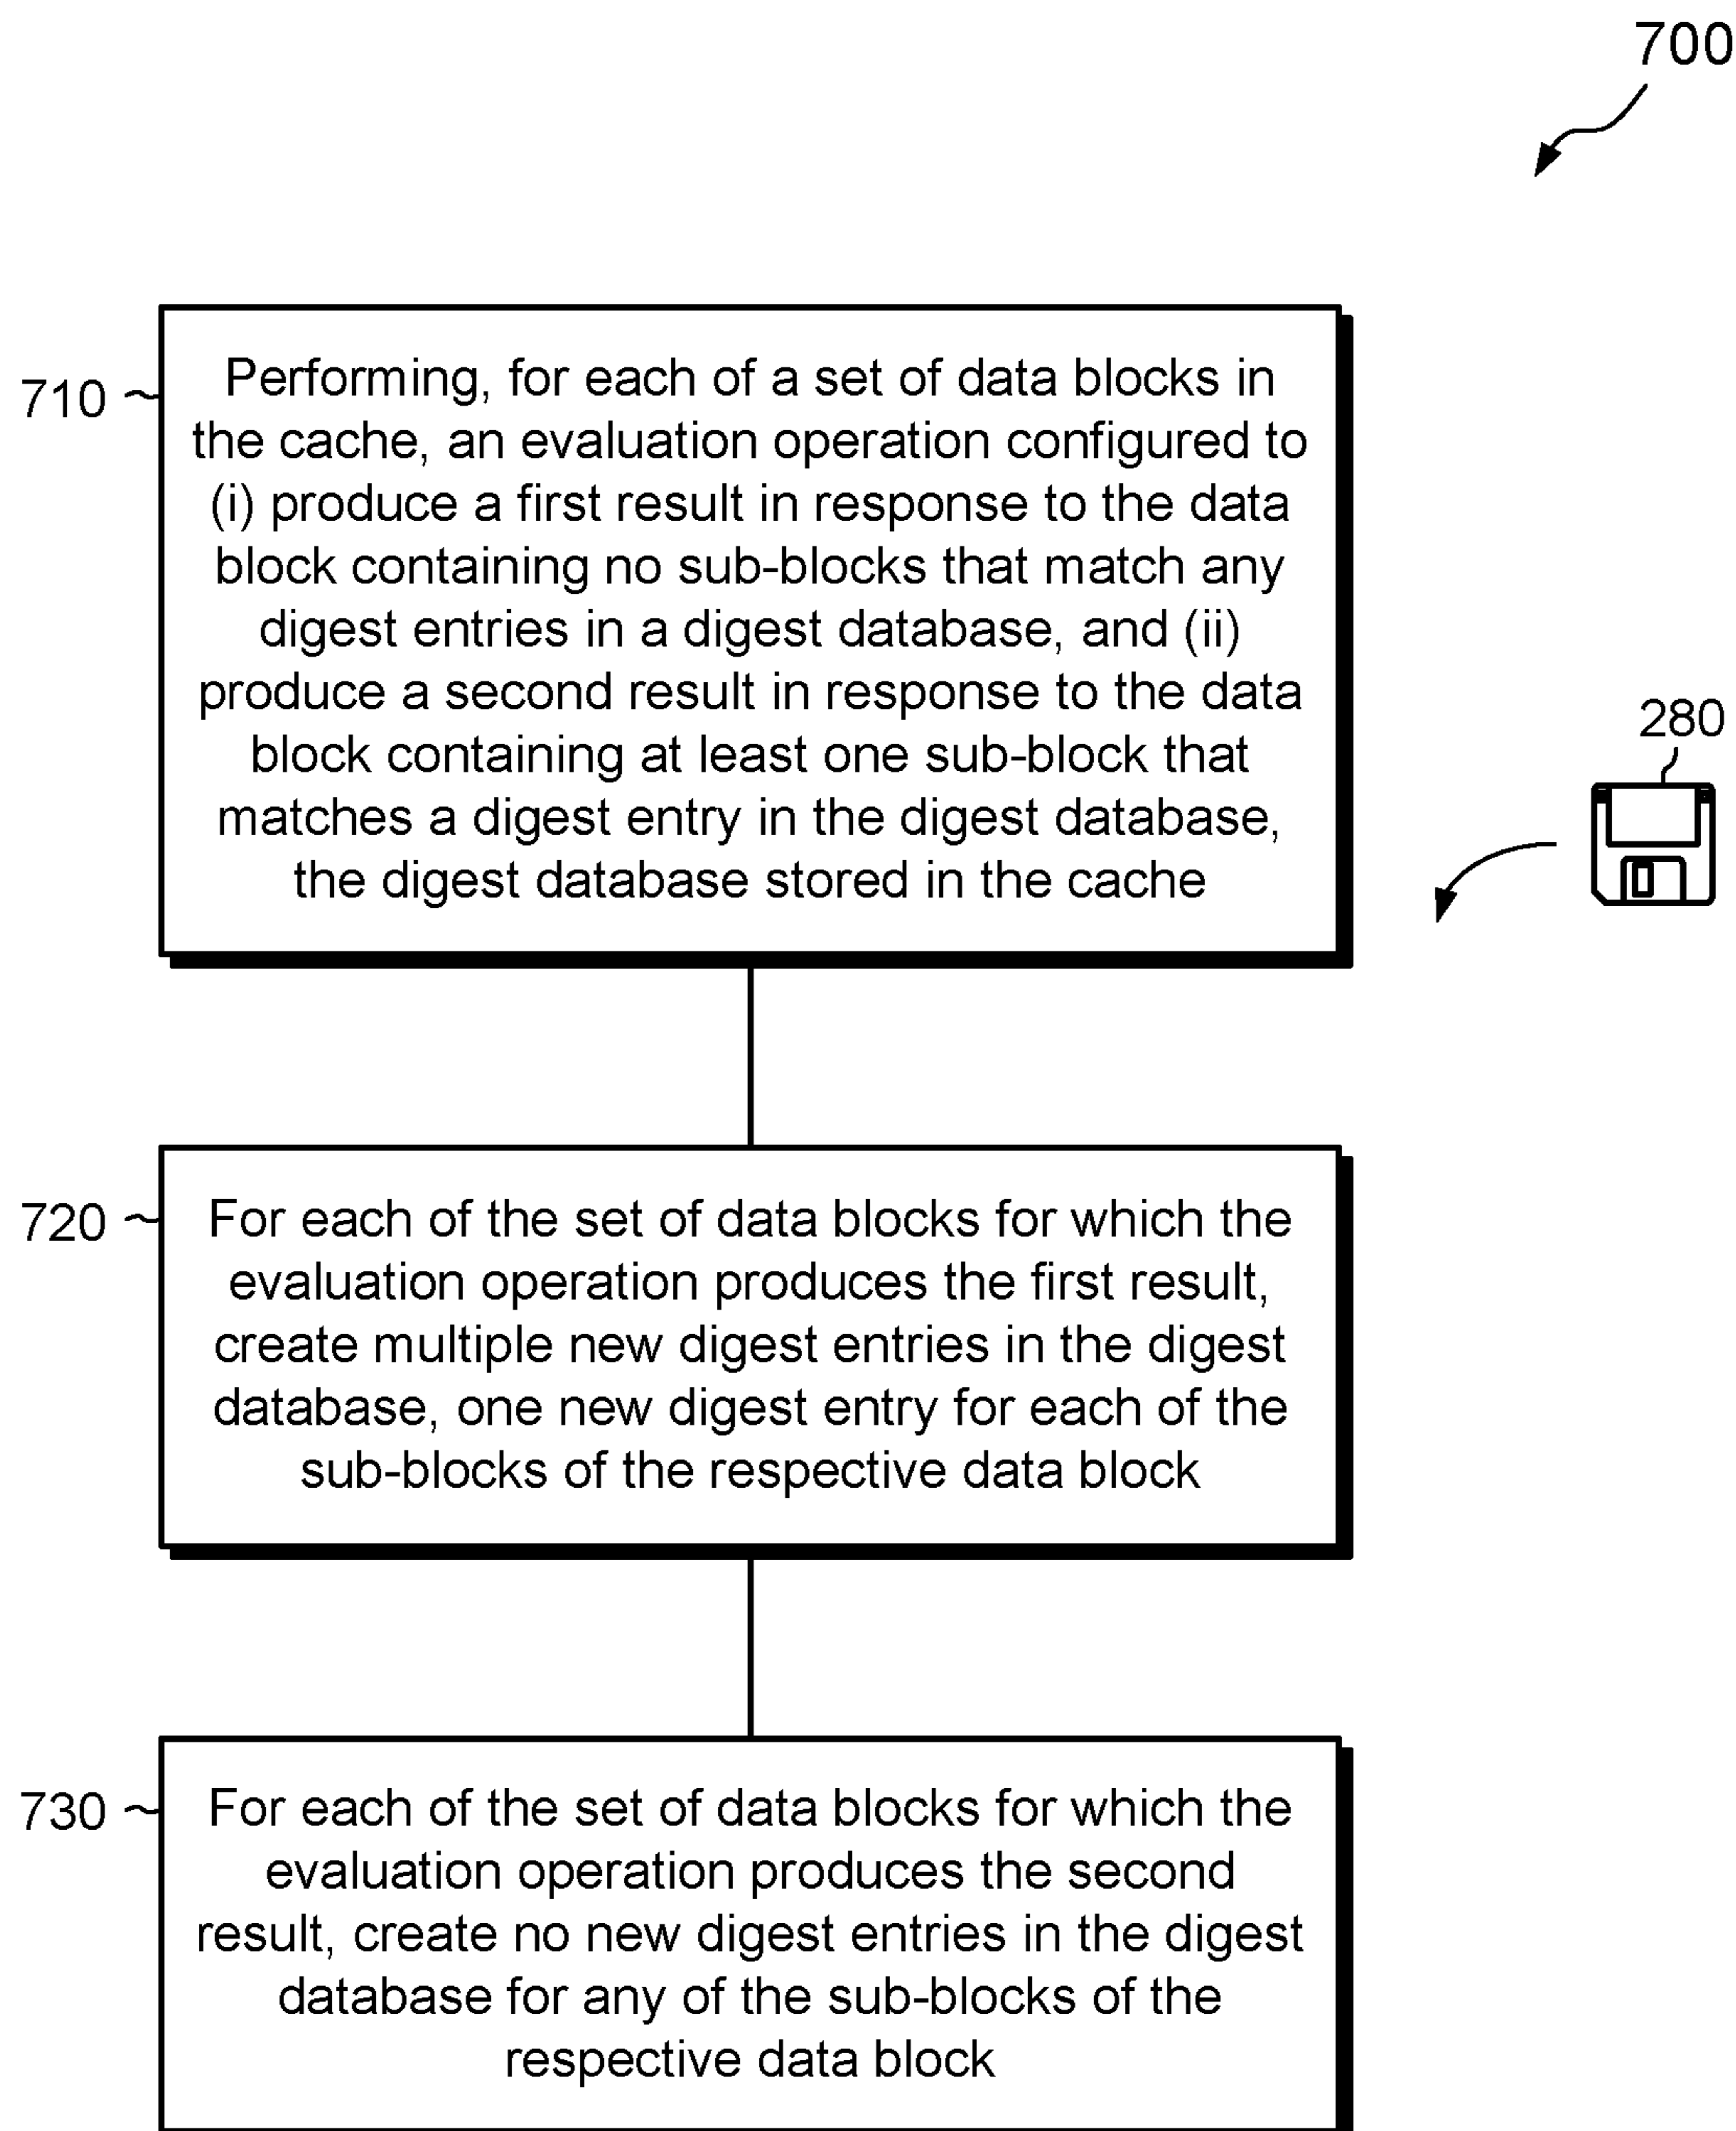 700
710
Performing, for each of a set of data blocks in
the cache, an evaluation operation configured to
(i) produce a first result in response to the data
block containing no sub-blocks that match any
digest entries in a digest database, and (ii)
produce a second result in response to the data
block containing at least one sub-block that
matches a digest entry in the digest database,
the digest database stored in the cache
280
720
For each of the set of data blocks for which the
evaluation operation produces the first result,
create multiple new digest entries in the digest
database, one new digest entry for each of the
sub-blocks of the respective data block
730
For each of the set of data blocks for which the
evaluation operation produces the second
result, create no new digest entries in the digest
database for any of the sub-blocks of the
respective data block